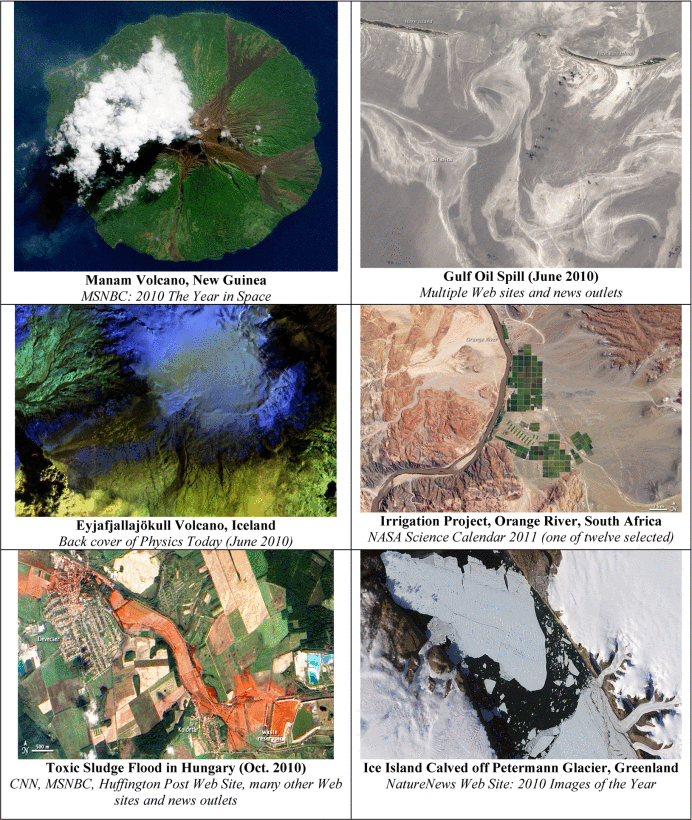 Manam Volcano, New Guinea
MSNBC: 2010 The Year in Space
Gulf Oil Spill (June 2010)
Multiple Web sites and news outlets
Orange River
Eyjafjallajökull Volcano, Iceland
Back cover of Physics Today (June 2010)
Irrigation Project, Orange River, South Africa
NASA Science Calendar 2011 (one of twelve selected)
Devecser
Kolontár
waste
reservoirs
500 m
N
Toxic Sludge Flood in Hungary (Oct. 2010)
CNN, MSNBC, Huffington Post Web Site, many other Web
sites and news outlets
Ice Island Calved off Petermann Glacier, Greenland
NatureNews Web Site: 2010 Images of the Year